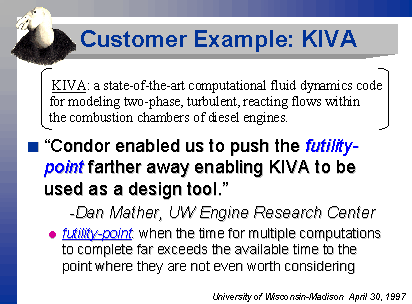 Customer Example: KIVA
KIVA: a state-of-the-art computational fluid dynamics code
for modeling two-phase, turbulent, reacting flows within
the combustion chambers of diesel engines.
“Condor enabled us to push the futility-
point farther away enabling KIVA to be
used as a design tool.”
-Dan Mather, UW Engine Research Center
futility-point: when the time for multiple computations
to complete far exceeds the available time to the
point where they are not even worth considering
University of Wisconsin-Madison April 30, 1997